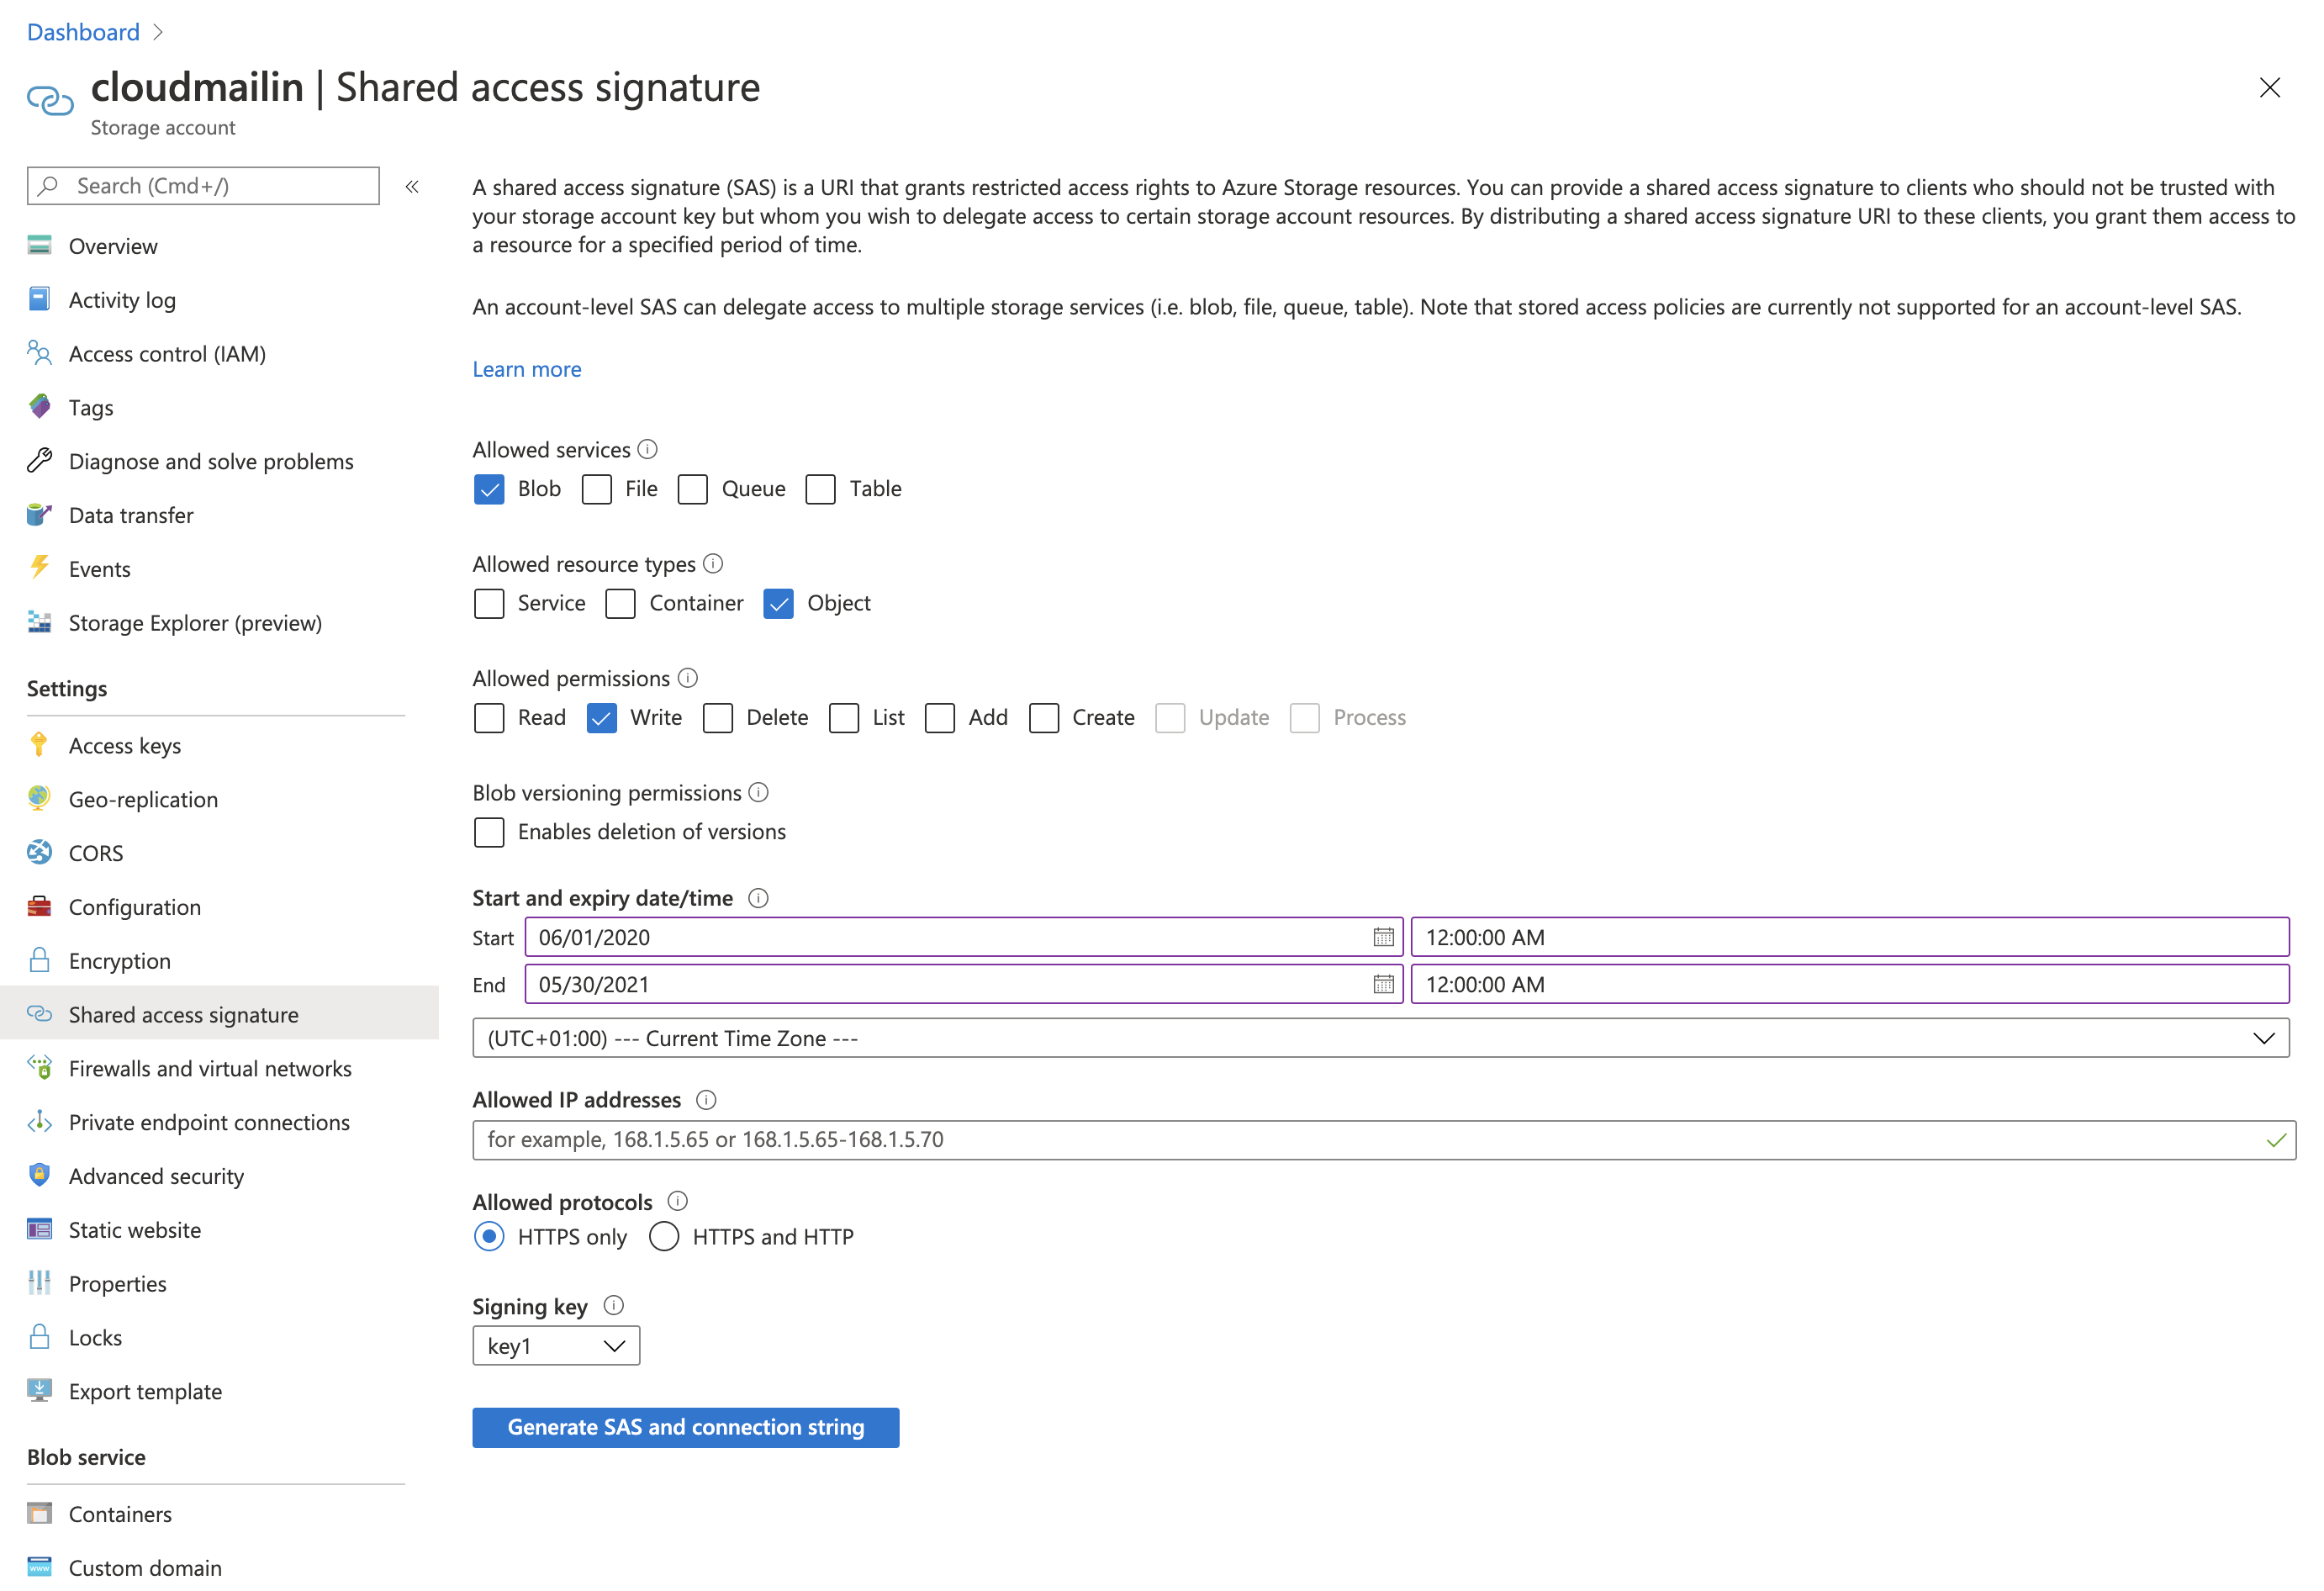 Dashboard
cloudmailin | Shared access signature
Storage account
Search (Cmd+/)
Overview
Activity log
Access control (IAM)
Tags
Diagnose and solve problems
Data transfer
Events
Storage Explorer (preview)
Settings
Access keys
Geo-replication
CORS
Configuration
Encryption
Shared access signature
Firewalls and virtual networks
Private endpoint connections
Advanced security
Static website
Properties
Locks
Export template
Blob service
Containers
Custom domain
A shared access signature (SAS) is a URI that grants restricted access rights to Azure Storage resources. You can provide a shared access signature to clients who should not be trusted with
your storage account key but whom you wish to delegate access to certain storage account resources. By distributing a shared access signature URI to these clients, you grant them access to
a resource for a specified period of time.
An account-level SAS can delegate access to multiple storage services (i.e. blob, file, queue, table). Note that stored access policies are currently not supported for an account-level SAS.
Learn more
Allowed services
Blob File Queue Table
Allowed resource types
Service Container Object
Allowed permissions
Read Write Delete List Add Create Update Process
Blob versioning permissions
Enables deletion of versions
Start and expiry date/time
Start 06/01/2020 12:00:00 AM
End 05/30/2021 12:00:00 AM
(UTC+01:00) --- Current Time Zone ---
Allowed IP addresses
for example, 168.1.5.65 or 168.1.5.65-168.1.5.70
Allowed protocols
HTTPS only HTTPS and HTTP
Signing key
key1
Generate SAS and connection string